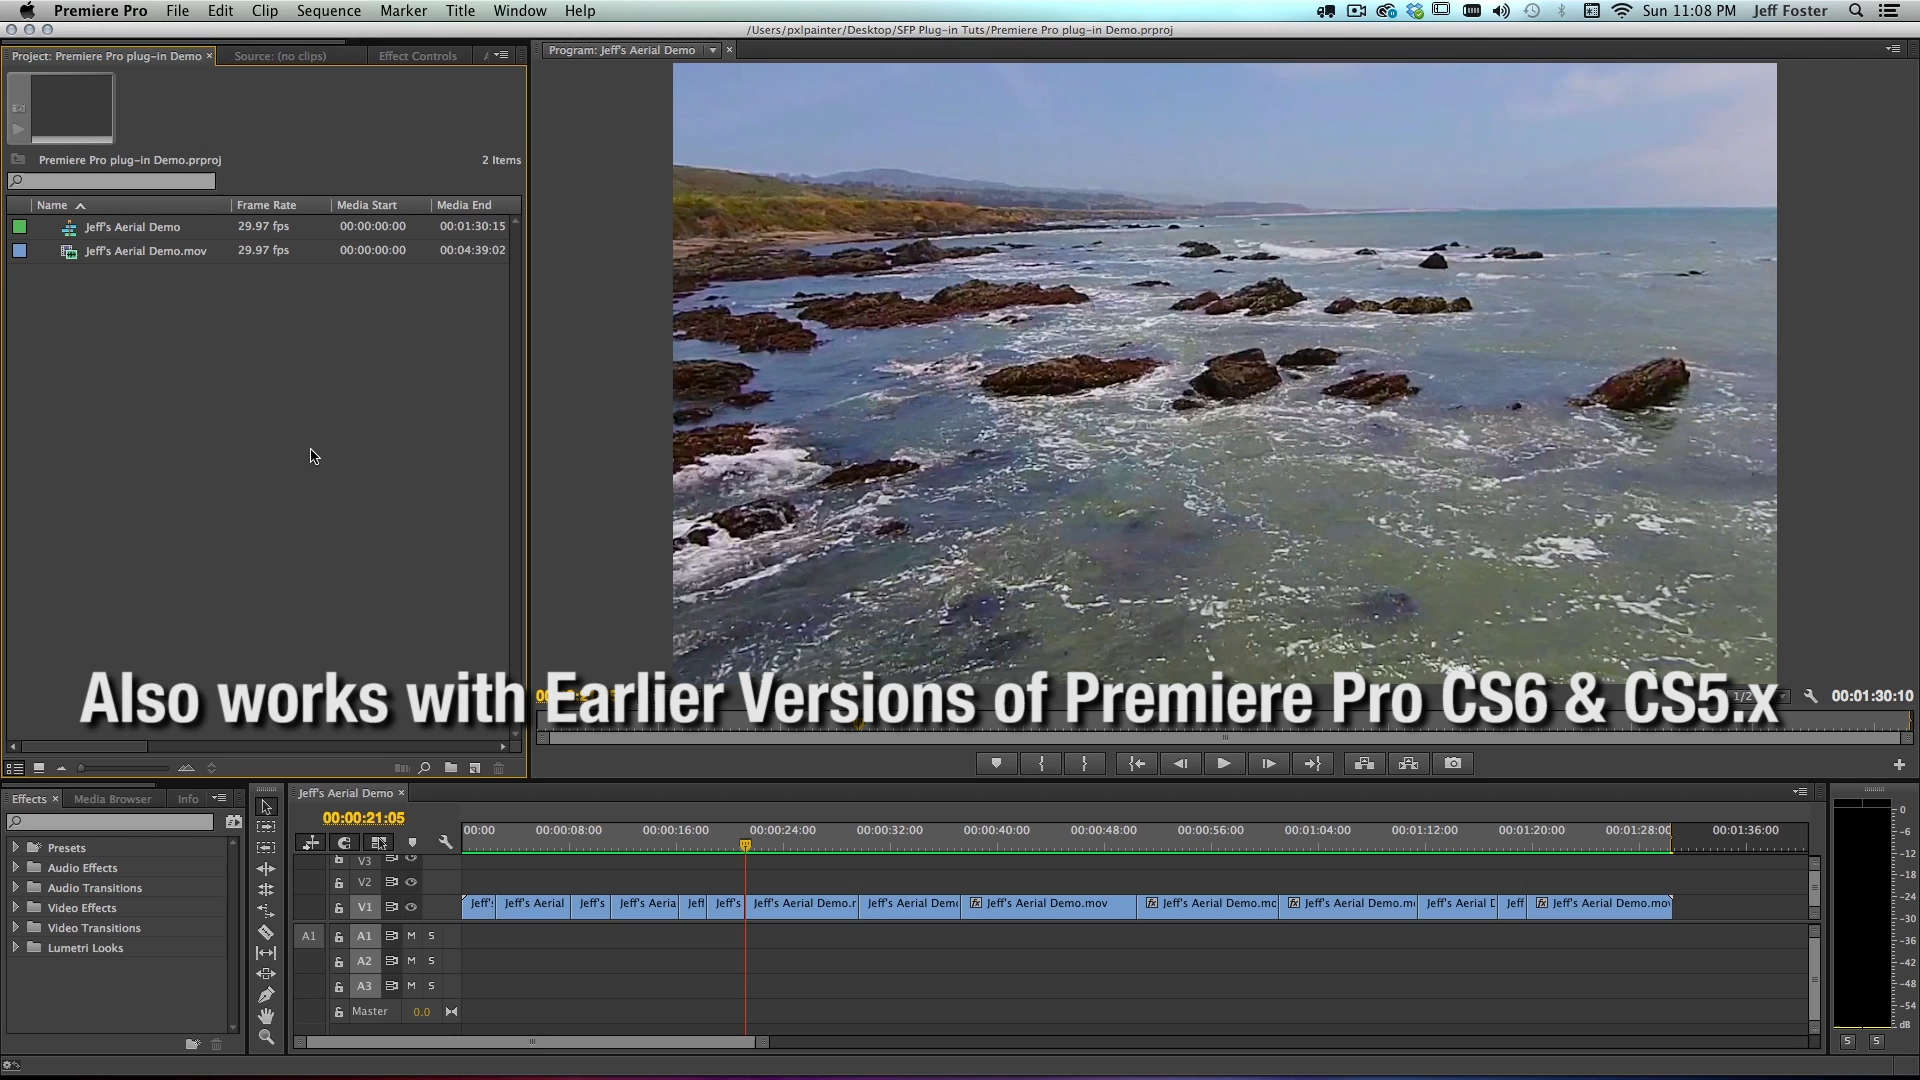 Premiere Pro File Edit Clip Sequence Marker Title Window Help Sun 11:08 PM Jeff Foster
/Users/pxlpainter/Desktop/SFP Plug-in Tuts/Premiere Pro plug-in Demo.prproj
Project: Premiere Pro plug-in Demo × Source: (no clips) Effect Controls
Program: Jeff's Aerial Demo ×
Premiere Pro plug-in Demo.prproj 2 Items
Name Frame Rate Media Start Media End
Jeff's Aerial Demo 29.97 fps 00:00:00:00 00:01:30:15
Jeff's Aerial Demo.mov 29.97 fps 00:00:00:00 00:04:39:02
Also works with Earlier Versions of Premiere Pro CS6 & CS5.x
1/2 00:01:30:10
Effects × Media Browser Info
Presets
Audio Effects
Audio Transitions
Video Effects
Video Transitions
Lumetri Looks
Jeff's Aerial Demo ×
00:00:21:05
00:00 00:00:08:00 00:00:16:00 00:00:24:00 00:00:32:00 00:00:40:00 00:00:48:00 00:00:56:00 00:01:04:00 00:01:12:00 00:01:20:00 00:01:28:00 00:01:36:00
V3
V2
V1 Jeff's Jeff's Aerial Jeff's Jeff's Aeria Jeff Jeff's Jeff's Aerial Demo.r Jeff's Aerial Dem Jeff's Aerial Demo.mov Jeff's Aerial Demo.mc Jeff's Aerial Demo.m Jeff's Aerial D Jeff Jeff's Aerial Demo.mov
A1 A1 M S
A2 M S
A3 M S
Master 0.0
0
-6
-12
-18
-24
-30
-36
-42
-48
-54
dB
S S